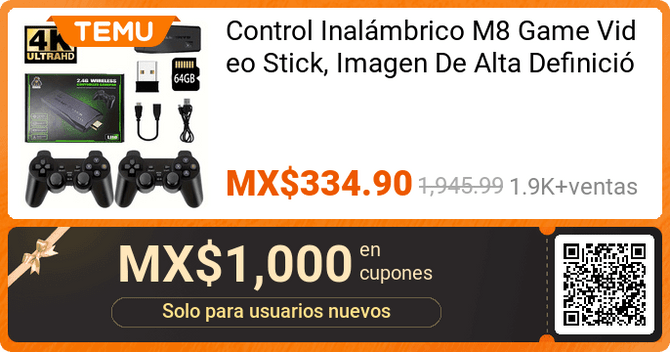 TEMU
4K
ULTRAHD
64GB
2.4G WIRELESS
Control Inalámbrico M8 Game Vid
eo Stick, Imagen De Alta Definició
MX$334.90 1,945.99 1.9K+ventas
MX$1,000 en
cupones
Solo para usuarios nuevos